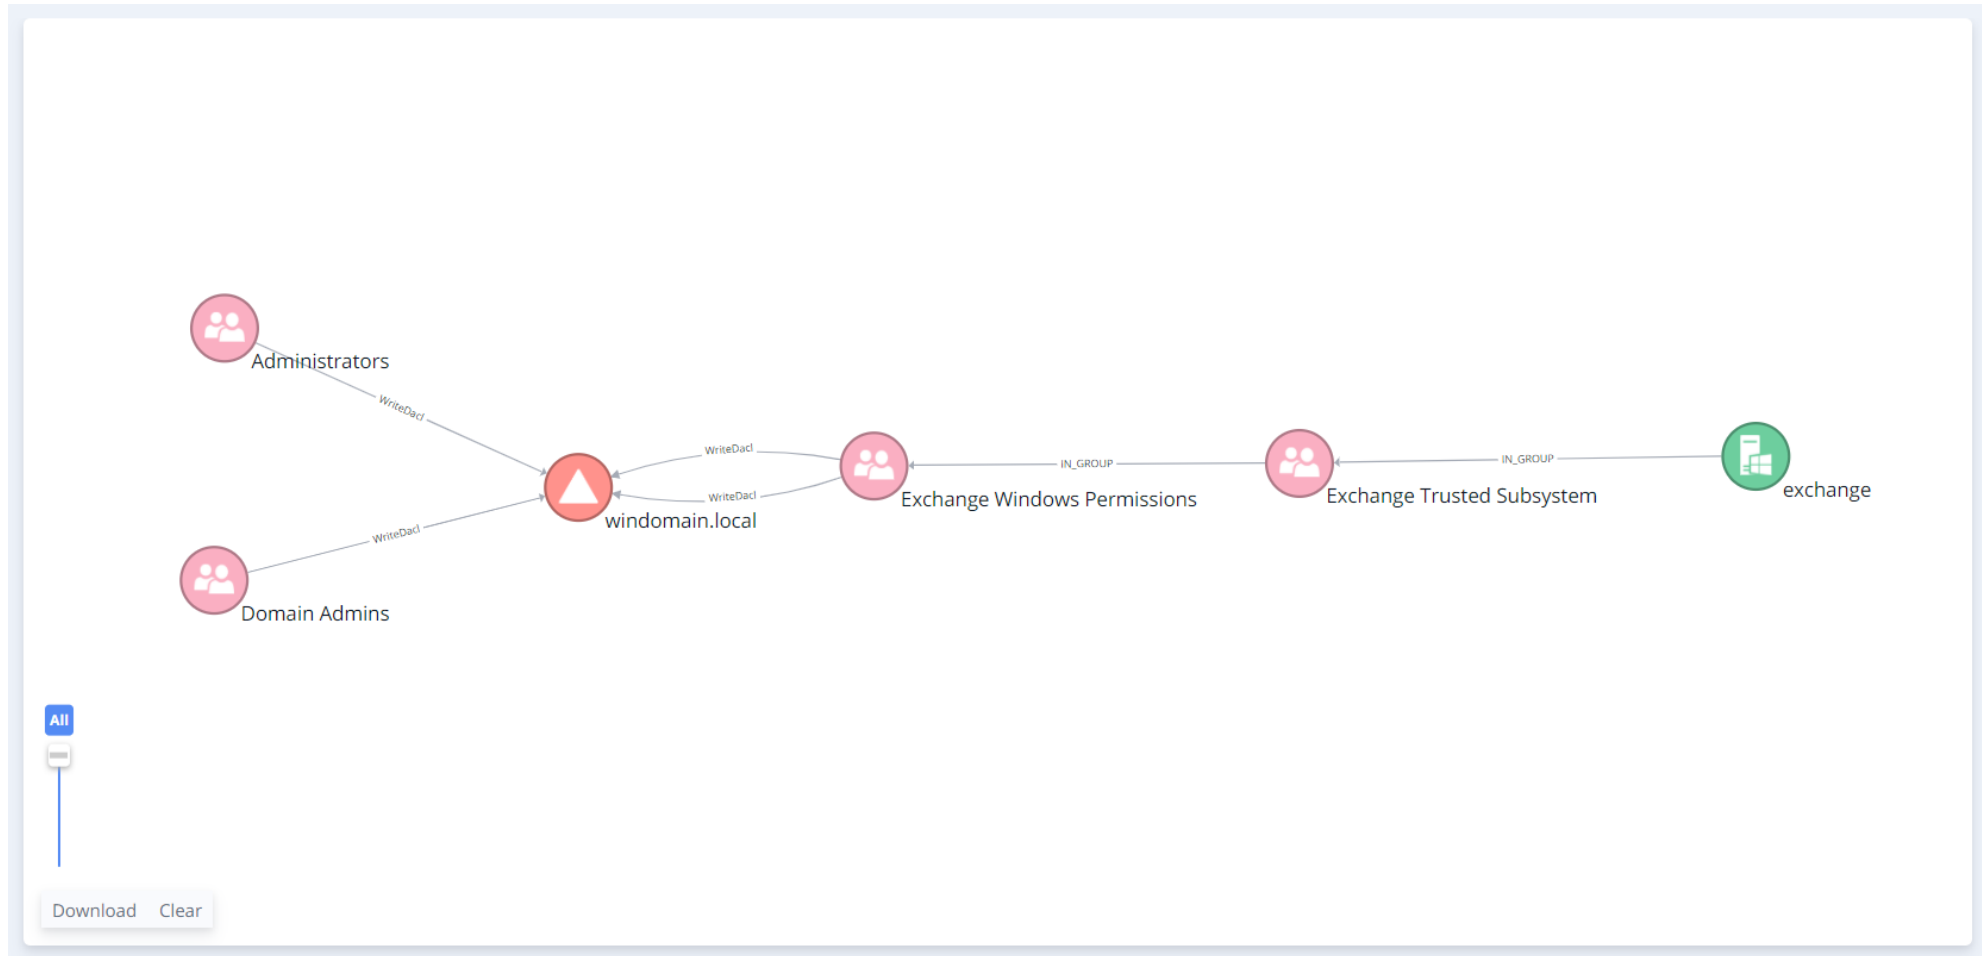 Administrators
WriteDacl
WriteDacl
WriteDacl
IN_GROUP
IN_GROUP
Exchange Windows Permissions
Exchange Trusted Subsystem
exchange
windomain.local
WriteDacl
Domain Admins
All
Download Clear